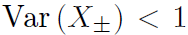 Var (X±) < 1